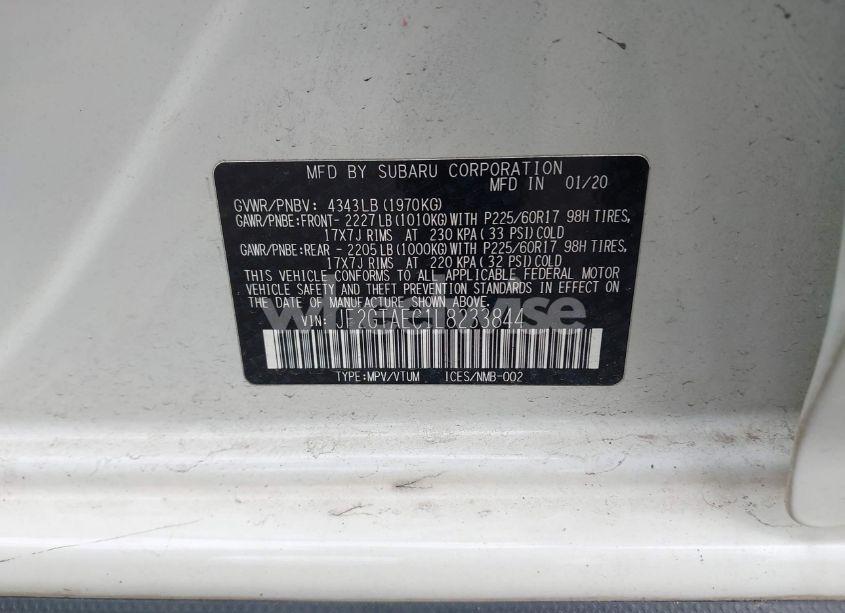 MFD BY SUBARU CORPORATION
MFD IN 01/20
GVWR/PNBV: 4343LB(1970KG)
GAWR/PNBE:FRONT- 2227LB(1010KG)WITH P225/60R17 98H TIRES,
17X7J RIMS AT 230 KPA(33 PSI)COLD
GAWR/PNBE:REAR - 2205LB(1000KG)WITH P225/60R17 98H TIRES,
17X7J RIMS AT 220 KPA(32 PSI)COLD
THIS VEHICLE CONFORMS TO ALL APPLICABLE FEDERAL MOTOR
VEHICLE SAFETY AND THEFT PREVENTION STANDARDS IN EFFECT ON
THE DATE OF MANUFACTURE SHOWN ABOVE.
VIN: JF2GTAEC1L8233844
TYPE:MPV/VTUM ICES/NMB-002